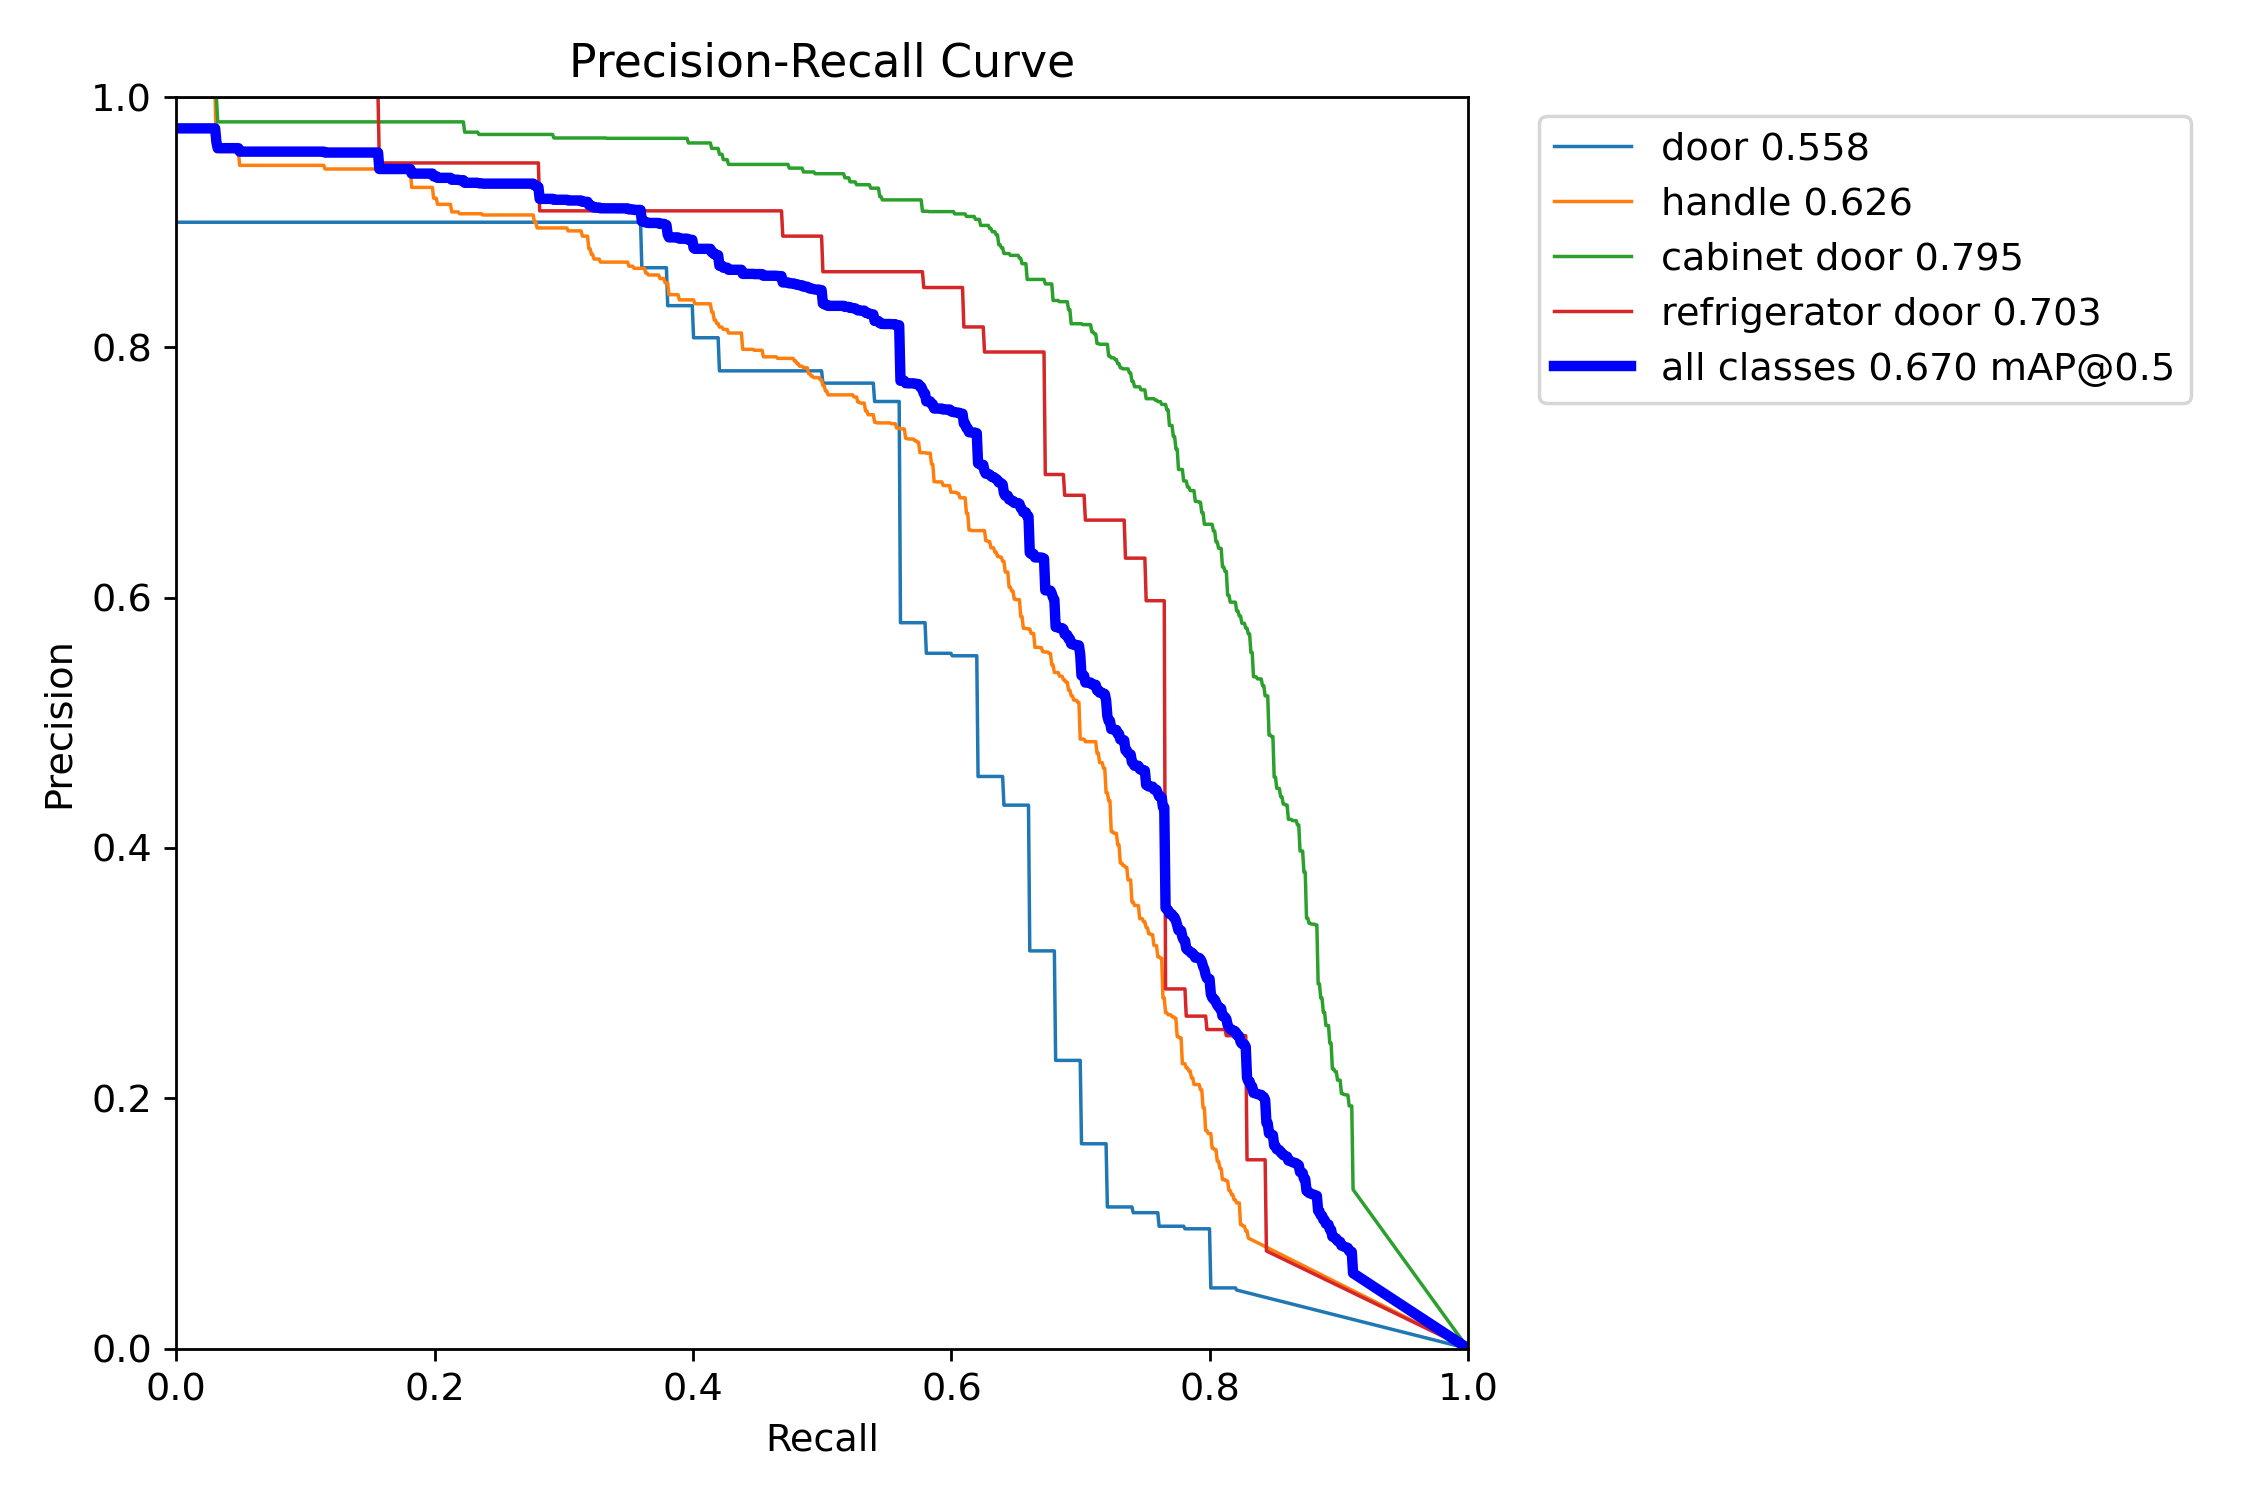 Precision-Recall Curve
1.0
0.8
0.6
0.4
0.2
0.0
Precision
0.0 0.2 0.4 0.6 0.8 1.0
Recall
door 0.558
handle 0.626
cabinet door 0.795
refrigerator door 0.703
all classes 0.670 mAP@0.5